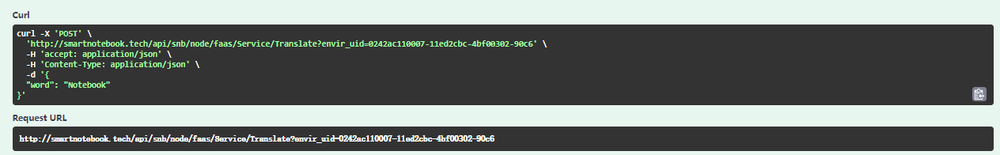 Curl
curl -X 'POST' \
  'http://smartnotebook.tech/api/snb/node/faas/Service/Translate?envir_uid=0242ac110007-11ed2cbc-4bf00302-90c6' \
  -H 'accept: application/json' \
  -H 'Content-Type: application/json' \
  -d '{
  "word": "Notebook"
}'
Request URL
http://smartnotebook.tech/api/snb/node/faas/Service/Translate?envir_uid=0242ac110007-11ed2cbc-4bf00302-90c6